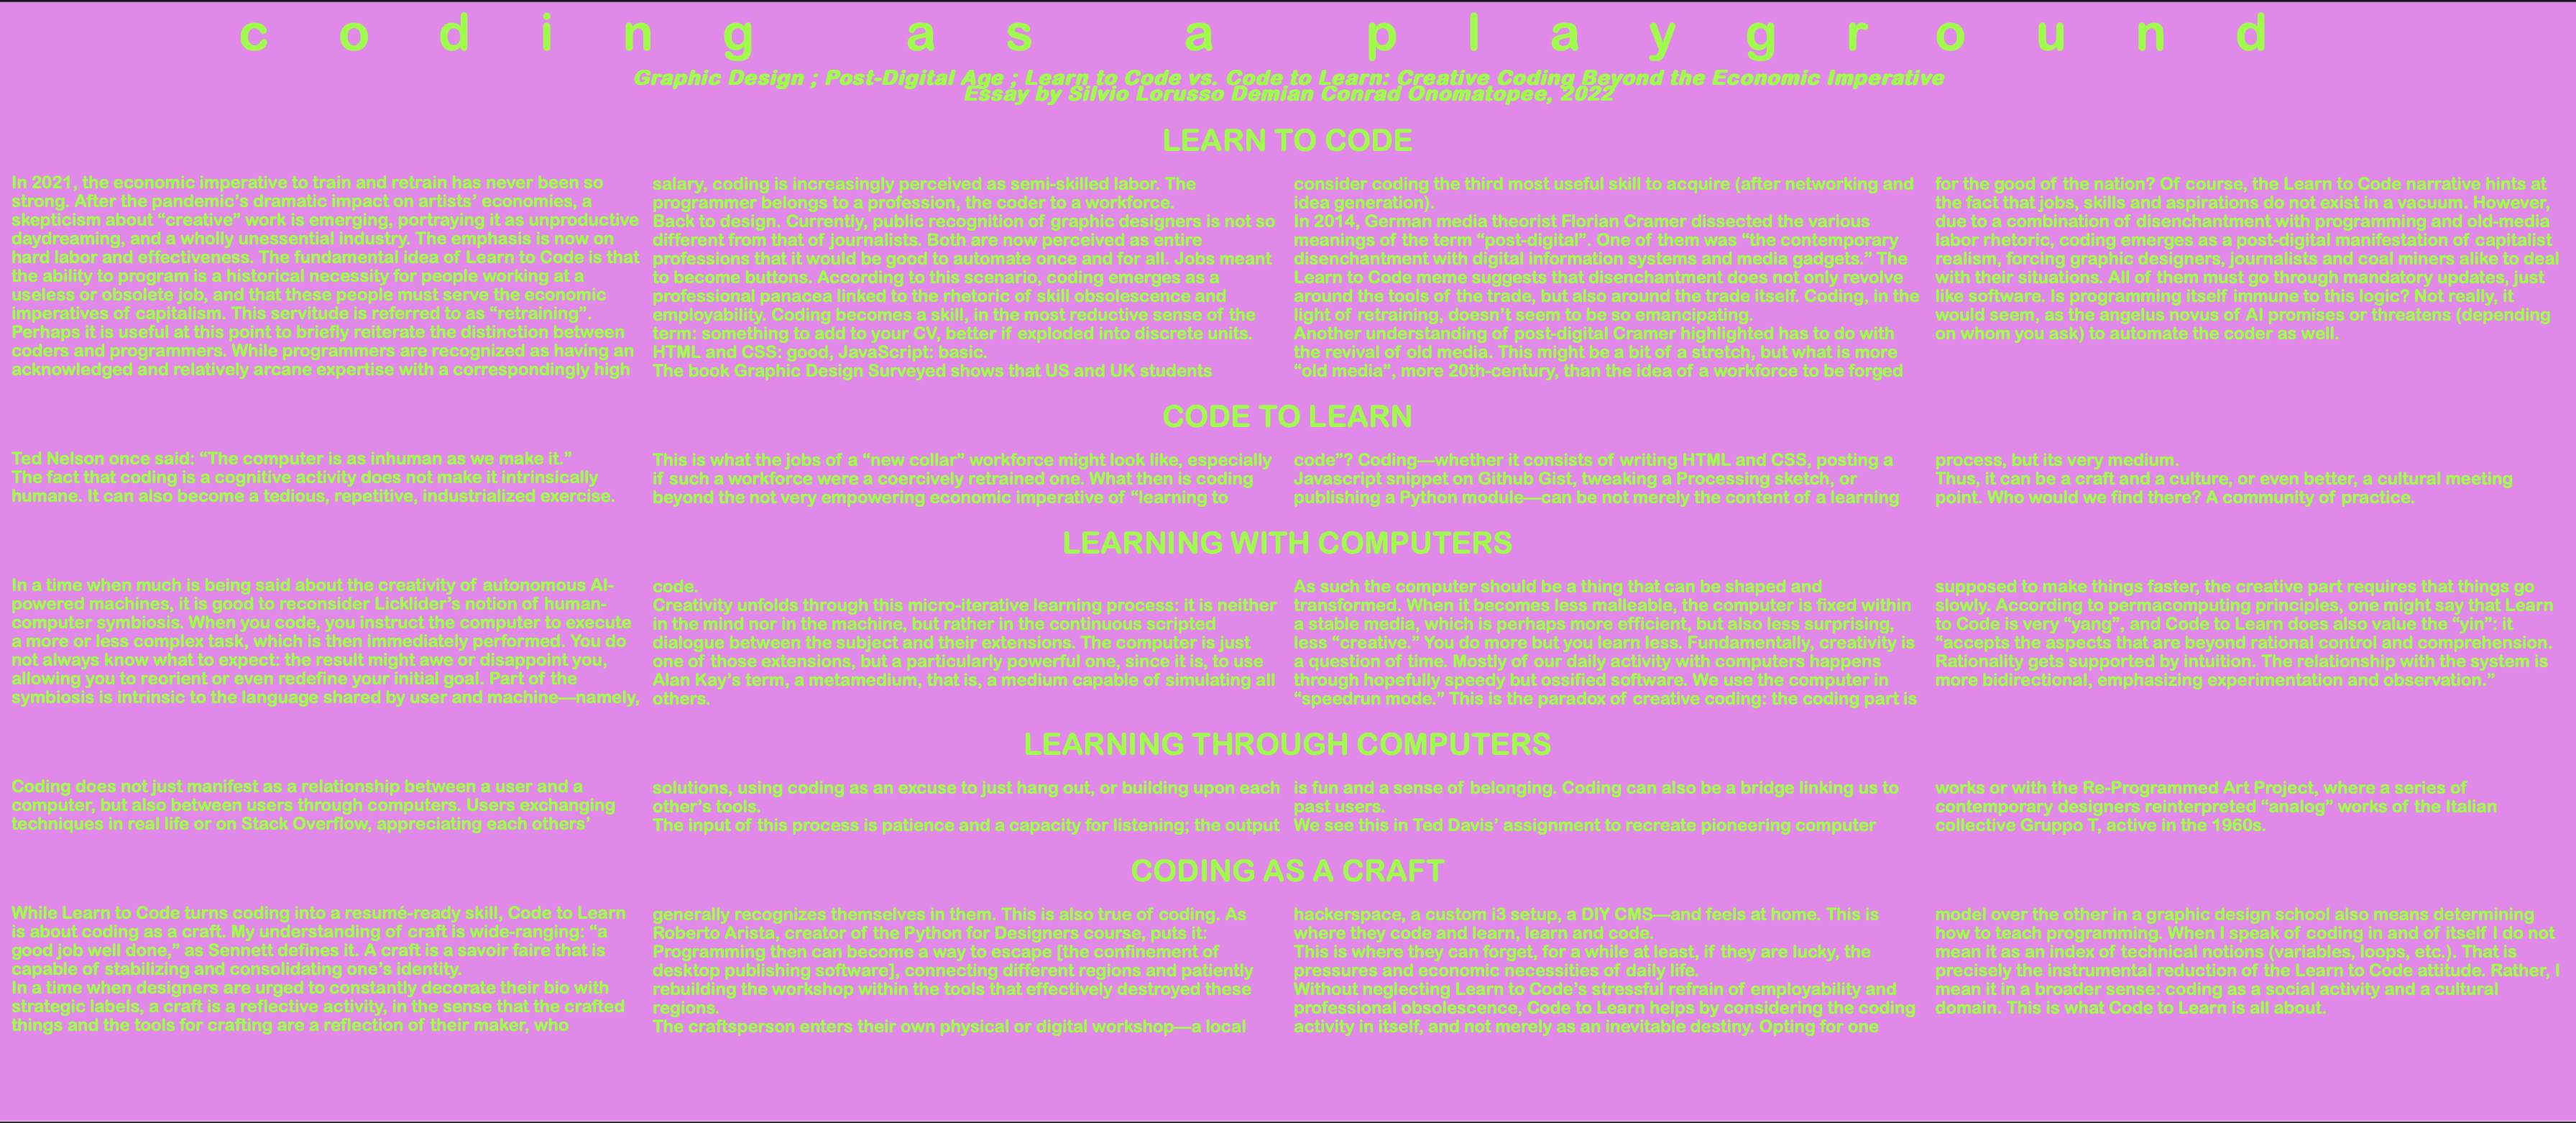 coding as a playground
Graphic Design ; Post-Digital Age ; Learn to Code vs. Code to Learn: Creative Coding Beyond the Economic Imperative
Essay by Silvio Lorusso Demian Conrad Onomatopee, 2022
LEARN TO CODE
In 2021, the economic imperative to train and retrain has never been so
strong. After the pandemic’s dramatic impact on artists’ economies, a
skepticism about “creative” work is emerging, portraying it as unproductive
daydreaming, and a wholly unessential industry. The emphasis is now on
hard labor and effectiveness. The fundamental idea of Learn to Code is that
the ability to program is a historical necessity for people working at a
useless or obsolete job, and that these people must serve the economic
imperatives of capitalism. This servitude is referred to as “retraining”.
Perhaps it is useful at this point to briefly reiterate the distinction between
coders and programmers. While programmers are recognized as having an
acknowledged and relatively arcane expertise with a correspondingly high
salary, coding is increasingly perceived as semi-skilled labor. The
programmer belongs to a profession, the coder to a workforce.
Back to design. Currently, public recognition of graphic designers is not so
different from that of journalists. Both are now perceived as entire
professions that it would be good to automate once and for all. Jobs meant
to become buttons. According to this scenario, coding emerges as a
professional panacea linked to the rhetoric of skill obsolescence and
employability. Coding becomes a skill, in the most reductive sense of the
term: something to add to your CV, better if exploded into discrete units.
HTML and CSS: good, JavaScript: basic.
The book Graphic Design Surveyed shows that US and UK students
consider coding the third most useful skill to acquire (after networking and
idea generation).
In 2014, German media theorist Florian Cramer dissected the various
meanings of the term “post-digital”. One of them was “the contemporary
disenchantment with digital information systems and media gadgets.” The
Learn to Code meme suggests that disenchantment does not only revolve
around the tools of the trade, but also around the trade itself. Coding, in the
light of retraining, doesn’t seem to be so emancipating.
Another understanding of post-digital Cramer highlighted has to do with
the revival of old media. This might be a bit of a stretch, but what is more
“old media”, more 20th-century, than the idea of a workforce to be forged
for the good of the nation? Of course, the Learn to Code narrative hints at
the fact that jobs, skills and aspirations do not exist in a vacuum. However,
due to a combination of disenchantment with programming and old-media
labor rhetoric, coding emerges as a post-digital manifestation of capitalist
realism, forcing graphic designers, journalists and coal miners alike to deal
with their situations. All of them must go through mandatory updates, just
like software. Is programming itself immune to this logic? Not really, it
would seem, as the angelus novus of AI promises or threatens (depending
on whom you ask) to automate the coder as well.
CODE TO LEARN
Ted Nelson once said: “The computer is as inhuman as we make it.”
The fact that coding is a cognitive activity does not make it intrinsically
humane. It can also become a tedious, repetitive, industrialized exercise.
This is what the jobs of a “new collar” workforce might look like, especially
if such a workforce were a coercively retrained one. What then is coding
beyond the not very empowering economic imperative of “learning to
code”? Coding—whether it consists of writing HTML and CSS, posting a
Javascript snippet on Github Gist, tweaking a Processing sketch, or
publishing a Python module—can be not merely the content of a learning
process, but its very medium.
Thus, it can be a craft and a culture, or even better, a cultural meeting
point. Who would we find there? A community of practice.
LEARNING WITH COMPUTERS
In a time when much is being said about the creativity of autonomous AI-
powered machines, it is good to reconsider Licklider’s notion of human-
computer symbiosis. When you code, you instruct the computer to execute
a more or less complex task, which is then immediately performed. You do
not always know what to expect: the result might awe or disappoint you,
allowing you to reorient or even redefine your initial goal. Part of the
symbiosis is intrinsic to the language shared by user and machine—namely,
code.
Creativity unfolds through this micro-iterative learning process: it is neither
in the mind nor in the machine, but rather in the continuous scripted
dialogue between the subject and their extensions. The computer is just
one of those extensions, but a particularly powerful one, since it is, to use
Alan Kay’s term, a metamedium, that is, a medium capable of simulating all
others.
As such the computer should be a thing that can be shaped and
transformed. When it becomes less malleable, the computer is fixed within
a stable media, which is perhaps more efficient, but also less surprising,
less “creative.” You do more but you learn less. Fundamentally, creativity is
a question of time. Mostly of our daily activity with computers happens
through hopefully speedy but ossified software. We use the computer in
“speedrun mode.” This is the paradox of creative coding: the coding part is
supposed to make things faster, the creative part requires that things go
slowly. According to permacomputing principles, one might say that Learn
to Code is very “yang”, and Code to Learn does also value the “yin”: it
“accepts the aspects that are beyond rational control and comprehension.
Rationality gets supported by intuition. The relationship with the system is
more bidirectional, emphasizing experimentation and observation.”
LEARNING THROUGH COMPUTERS
Coding does not just manifest as a relationship between a user and a
computer, but also between users through computers. Users exchanging
techniques in real life or on Stack Overflow, appreciating each others’
solutions, using coding as an excuse to just hang out, or building upon each
other’s tools.
The input of this process is patience and a capacity for listening; the output
is fun and a sense of belonging. Coding can also be a bridge linking us to
past users.
We see this in Ted Davis’ assignment to recreate pioneering computer
works or with the Re-Programmed Art Project, where a series of
contemporary designers reinterpreted “analog” works of the Italian
collective Gruppo T, active in the 1960s.
CODING AS A CRAFT
While Learn to Code turns coding into a resumé-ready skill, Code to Learn
is about coding as a craft. My understanding of craft is wide-ranging: “a
good job well done,” as Sennett defines it. A craft is a savoir faire that is
capable of stabilizing and consolidating one’s identity.
In a time when designers are urged to constantly decorate their bio with
strategic labels, a craft is a reflective activity, in the sense that the crafted
things and the tools for crafting are a reflection of their maker, who
generally recognizes themselves in them. This is also true of coding. As
Roberto Arista, creator of the Python for Designers course, puts it:
Programming then can become a way to escape [the confinement of
desktop publishing software], connecting different regions and patiently
rebuilding the workshop within the tools that effectively destroyed these
regions.
The craftsperson enters their own physical or digital workshop—a local
hackerspace, a custom i3 setup, a DIY CMS—and feels at home. This is
where they code and learn, learn and code.
This is where they can forget, for a while at least, if they are lucky, the
pressures and economic necessities of daily life.
Without neglecting Learn to Code’s stressful refrain of employability and
professional obsolescence, Code to Learn helps by considering the coding
activity in itself, and not merely as an inevitable destiny. Opting for one
model over the other in a graphic design school also means determining
how to teach programming. When I speak of coding in and of itself I do not
mean it as an index of technical notions (variables, loops, etc.). That is
precisely the instrumental reduction of the Learn to Code attitude. Rather, I
mean it in a broader sense: coding as a social activity and a cultural
domain. This is what Code to Learn is all about.